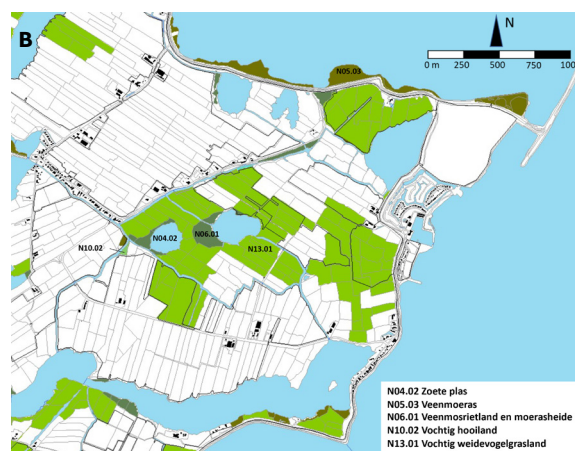 B
N
0 m 250 500 750 100
N05.03
N04.02
N06.01
N10.02
N13.01
N04.02 Zoete plas
N05.03 Veenmoeras
N06.01 Veenmosrietland en moerasheide
N10.02 Vochtig hooiland
N13.01 Vochtig weidevogelgrasland